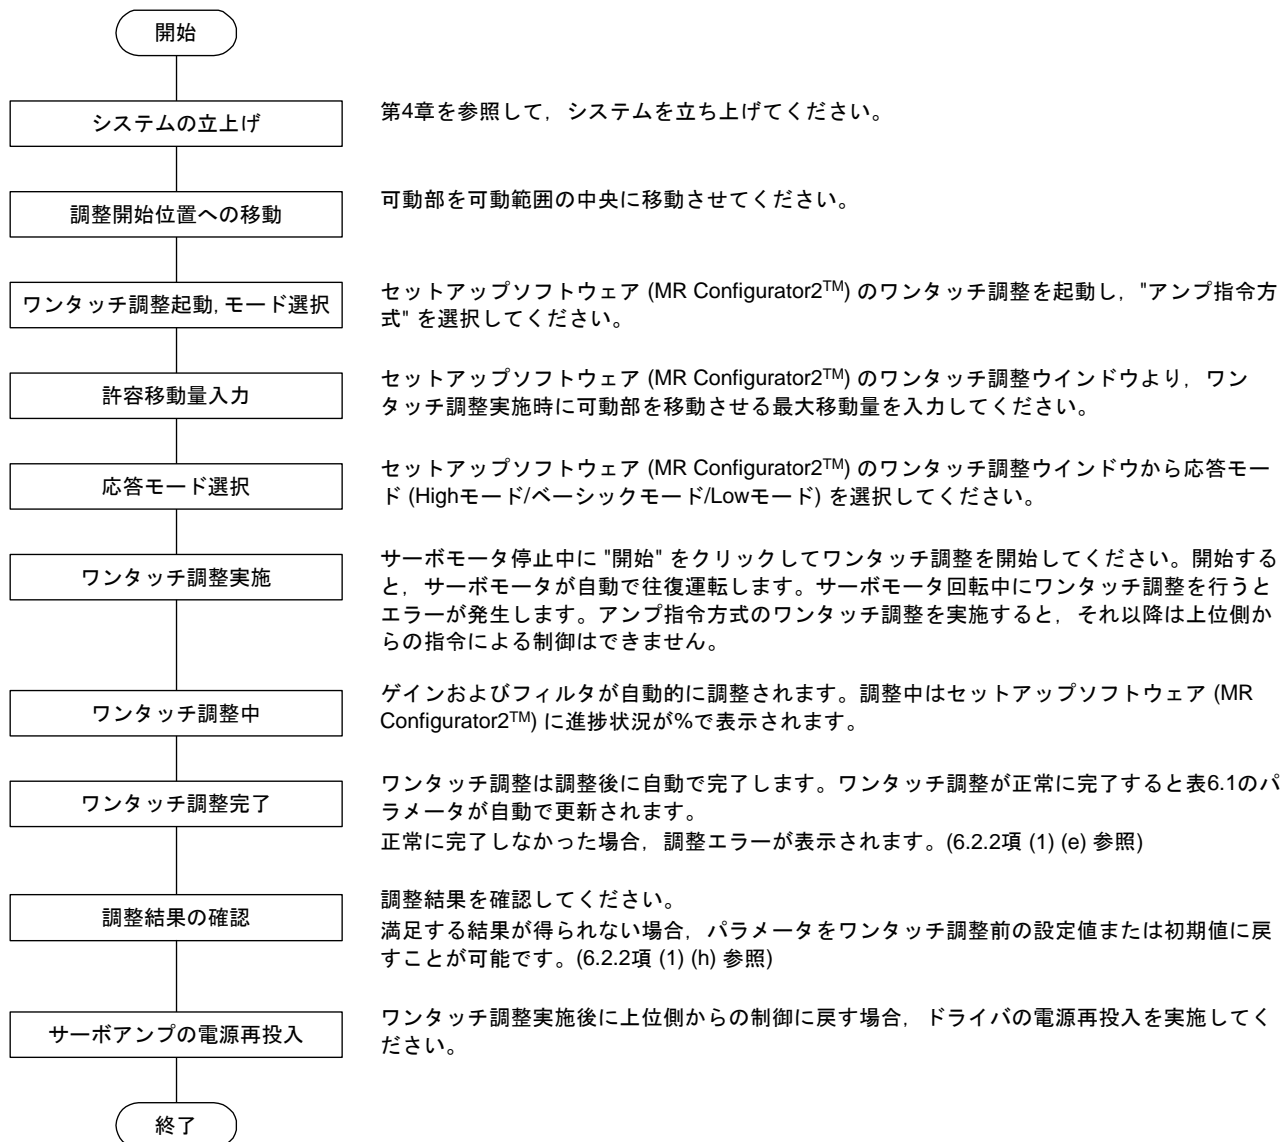 開始
システムの立上げ
第4章を参照して，システムを立ち上げてください。
調整開始位置への移動
可動部を可動範囲の中央に移動させてください。
ワンタッチ調整起動, モード選択
セットアップソフトウェア (MR Configurator2TM) のワンタッチ調整を起動し，"アンプ指令方
式" を選択してください。
許容移動量入力
セットアップソフトウェア (MR Configurator2TM) のワンタッチ調整ウインドウより，ワン
タッチ調整実施時に可動部を移動させる最大移動量を入力してください。
応答モード選択
セットアップソフトウェア (MR Configurator2TM) のワンタッチ調整ウインドウから応答モー
ド (Highモード/ベーシックモード/Lowモード) を選択してください。
ワンタッチ調整実施
サーボモータ停止中に "開始" をクリックしてワンタッチ調整を開始してください。開始する
と，サーボモータが自動で往復運転します。サーボモータ回転中にワンタッチ調整を行うと
エラーが発生します。アンプ指令方式のワンタッチ調整を実施すると，それ以降は上位側か
らの指令による制御はできません。
ワンタッチ調整中
ゲインおよびフィルタが自動的に調整されます。調整中はセットアップソフトウェア (MR
Configurator2TM) に進捗状況が%で表示されます。
ワンタッチ調整完了
ワンタッチ調整は調整後に自動で完了します。ワンタッチ調整が正常に完了すると表6.1のパ
ラメータが自動で更新されます。
正常に完了しなかった場合，調整エラーが表示されます。(6.2.2項 (1) (e) 参照)
調整結果の確認
調整結果を確認してください。
満足する結果が得られない場合，パラメータをワンタッチ調整前の設定値または初期値に戻
すことが可能です。(6.2.2項 (1) (h) 参照)
サーボアンプの電源再投入
ワンタッチ調整実施後に上位側からの制御に戻す場合，ドライバの電源再投入を実施してく
ださい。
終了